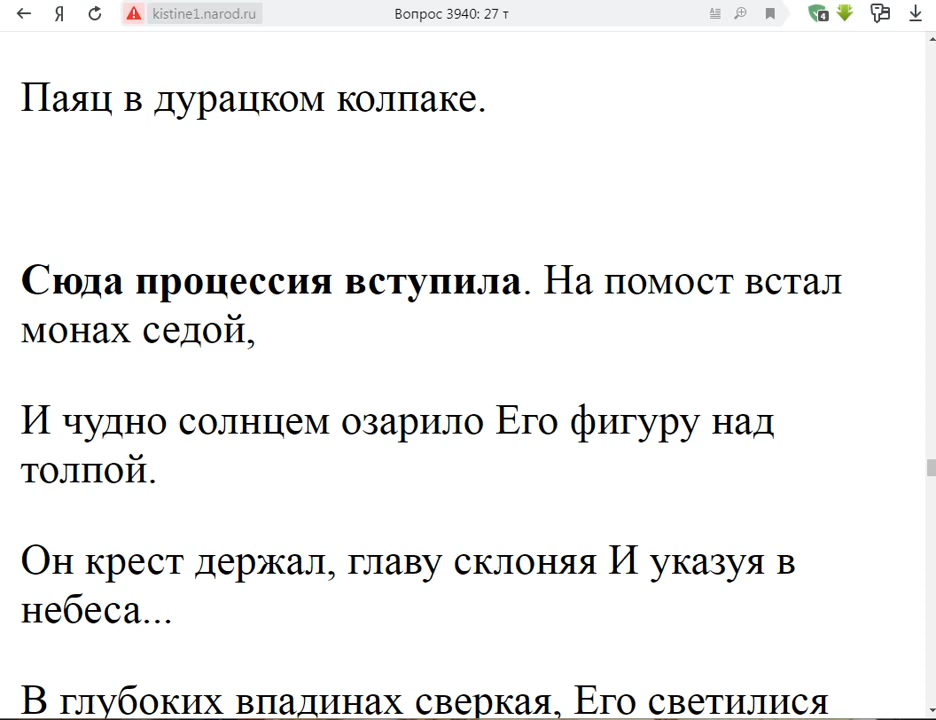 kistine1.narod.ru
Вопрос 3940: 27 т
4
Паяц в дурацком колпаке.
Сюда процессия вступила. На помост встал
монах седой,
И чудно солнцем озарило Его фигуру над
толпой.
Он крест держал, главу склоняя И указуя в
небеса...
В глубоких впадинах сверкая, Его светилися